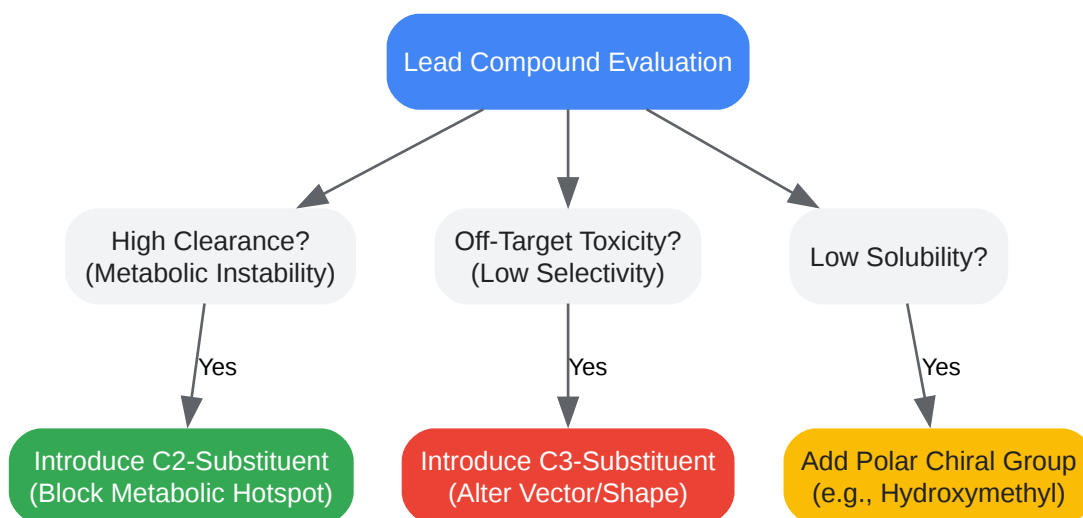 Lead Compound Evaluation
High Clearance?
(Metabolic Instability)
Off-Target Toxicity?
(Low Selectivity)
Low Solubility?
Yes
Yes
Yes
Introduce C2-Substituent
(Block Metabolic Hotspot)
Introduce C3-Substituent
(Alter Vector/Shape)
Add Polar Chiral Group
(e.g., Hydroxymethyl)